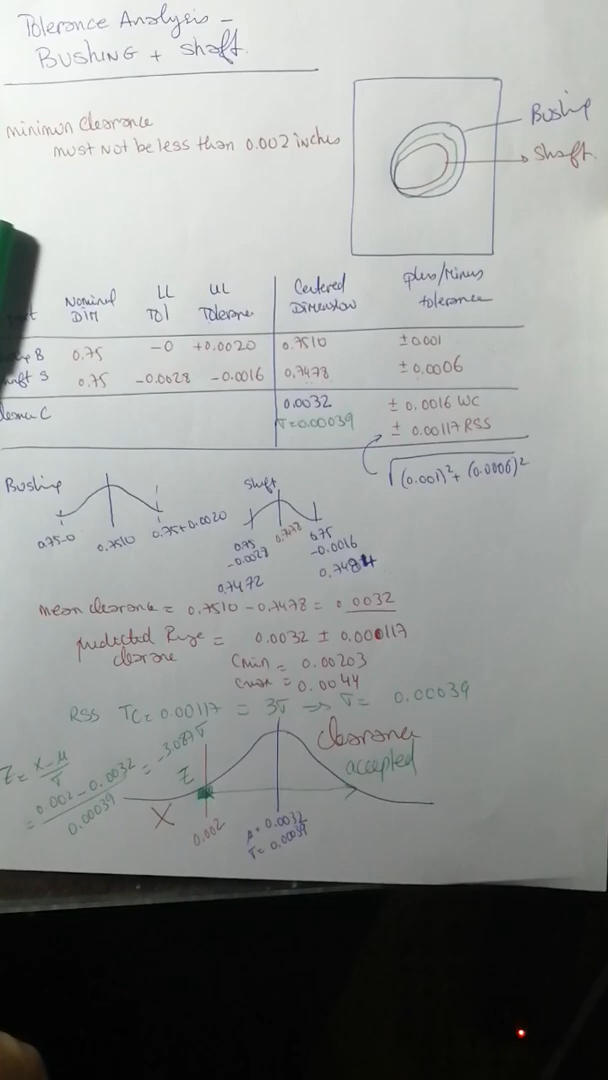 Tolerance Analysis -
BUSHING + Shaft.
minimun Clearance
must Not be less than 0.002 inches
Bushing
Shaft.
Nominal DIM
LL Tol
UL Tolerance
Centered DIMENSION
plus/Minus tolerance
B 0.75 -0 +0.0020 0.7510 ±0.001
S 0.75 -0.0028 -0.0016 0.7478 ±0.0006
C 0.0032 ± 0.0016 WC
σ=0.00039 ± 0.00117 RSS
√(0.001)²+(0.0006)²
Bushing
0.75-0
0.7510
0.75+0.0020
Shaft
0.75
-0.0028
0.7472
0.7478
0.75
-0.0016
0.7484
mean clearance = 0.7510 - 0.7478 = 0.0032
predicted Range = 0.0032 ± 0.00117
clearance
Cmin = 0.00203
cmax = 0.0044
RSS Tc = 0.00117 = 3σ → σ = 0.00039
Z = X-μ/σ
= 0.002 - 0.0032/0.00039 = -3.087σ
Z
Clearance
accepted
X
0.002
μ = 0.0032
σ = 0.00039